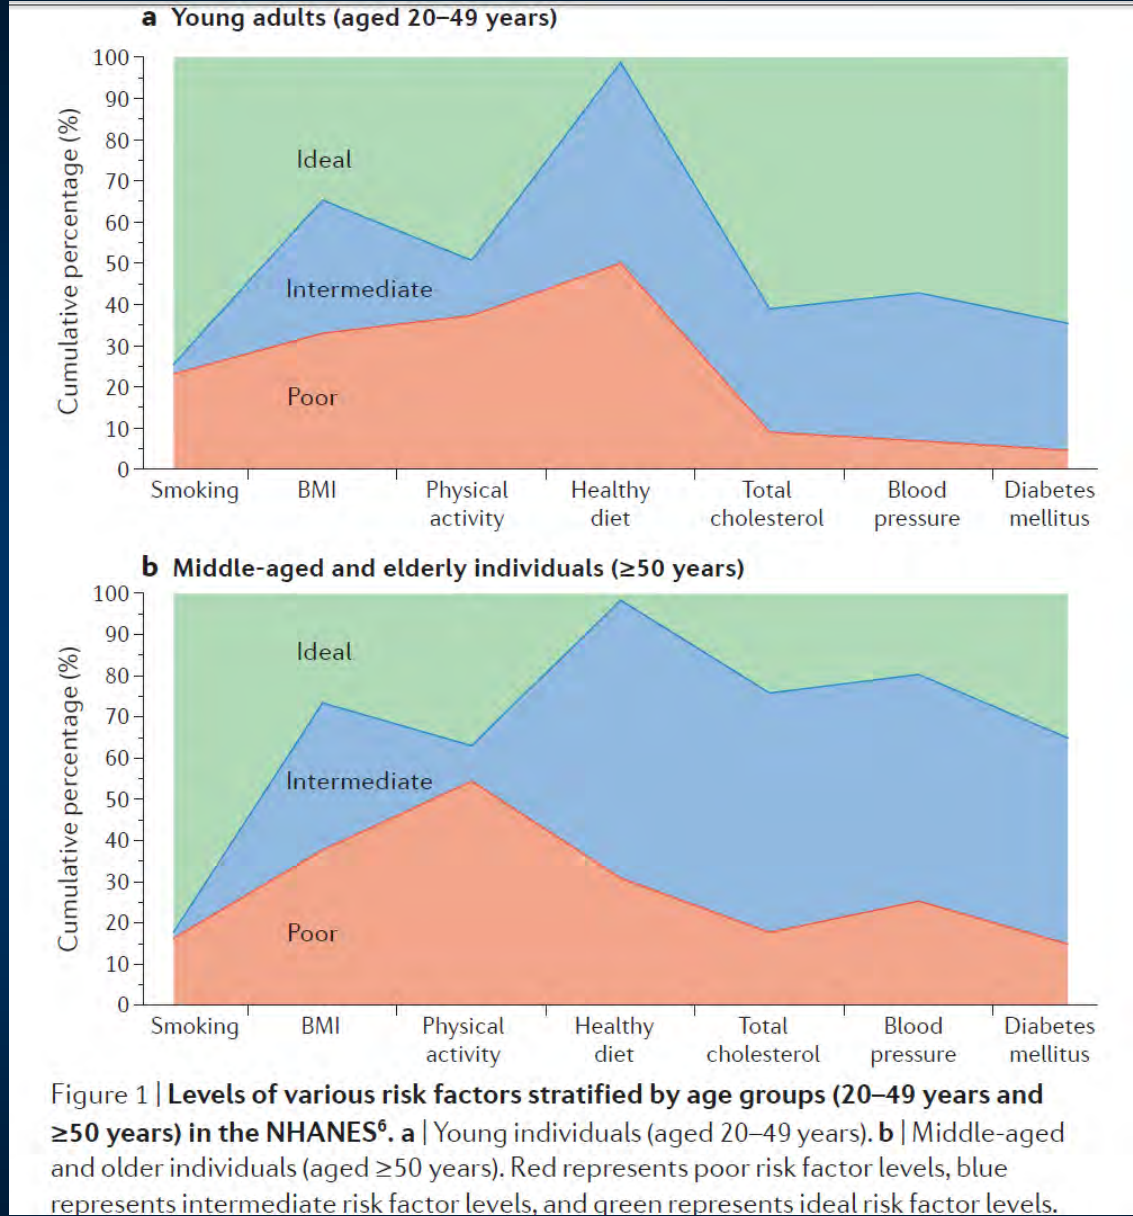 a Young adults (aged 20–49 years)
Cumulative percentage (%)
100
90
80
70
60
50
40
30
20
10
0
Ideal
Intermediate
Poor
Smoking BMI Physical activity Healthy diet Total cholesterol Blood pressure Diabetes mellitus
b Middle-aged and elderly individuals (≥50 years)
Cumulative percentage (%)
100
90
80
70
60
50
40
30
20
10
0
Ideal
Intermediate
Poor
Smoking BMI Physical activity Healthy diet Total cholesterol Blood pressure Diabetes mellitus
Figure 1 | Levels of various risk factors stratified by age groups (20–49 years and
≥50 years) in the NHANES⁶. a | Young individuals (aged 20–49 years). b | Middle-aged
and older individuals (aged ≥50 years). Red represents poor risk factor levels, blue
represents intermediate risk factor levels, and green represents ideal risk factor levels.